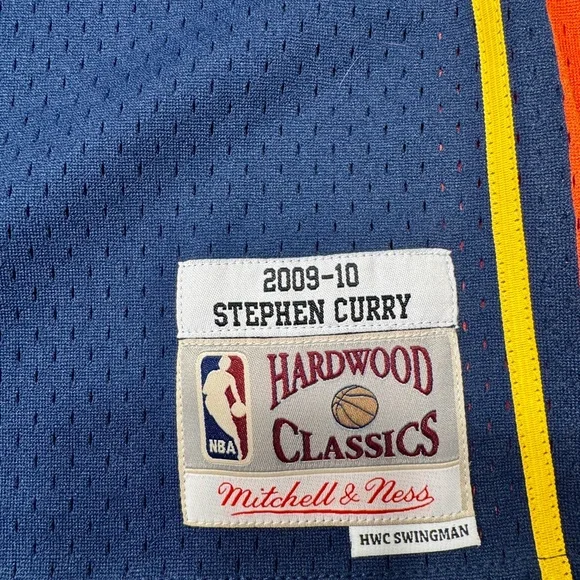 2009-10
STEPHEN CURRY
HARDWOOD
CLASSICS
NBA
Mitchell & Ness
HWC SWINGMAN